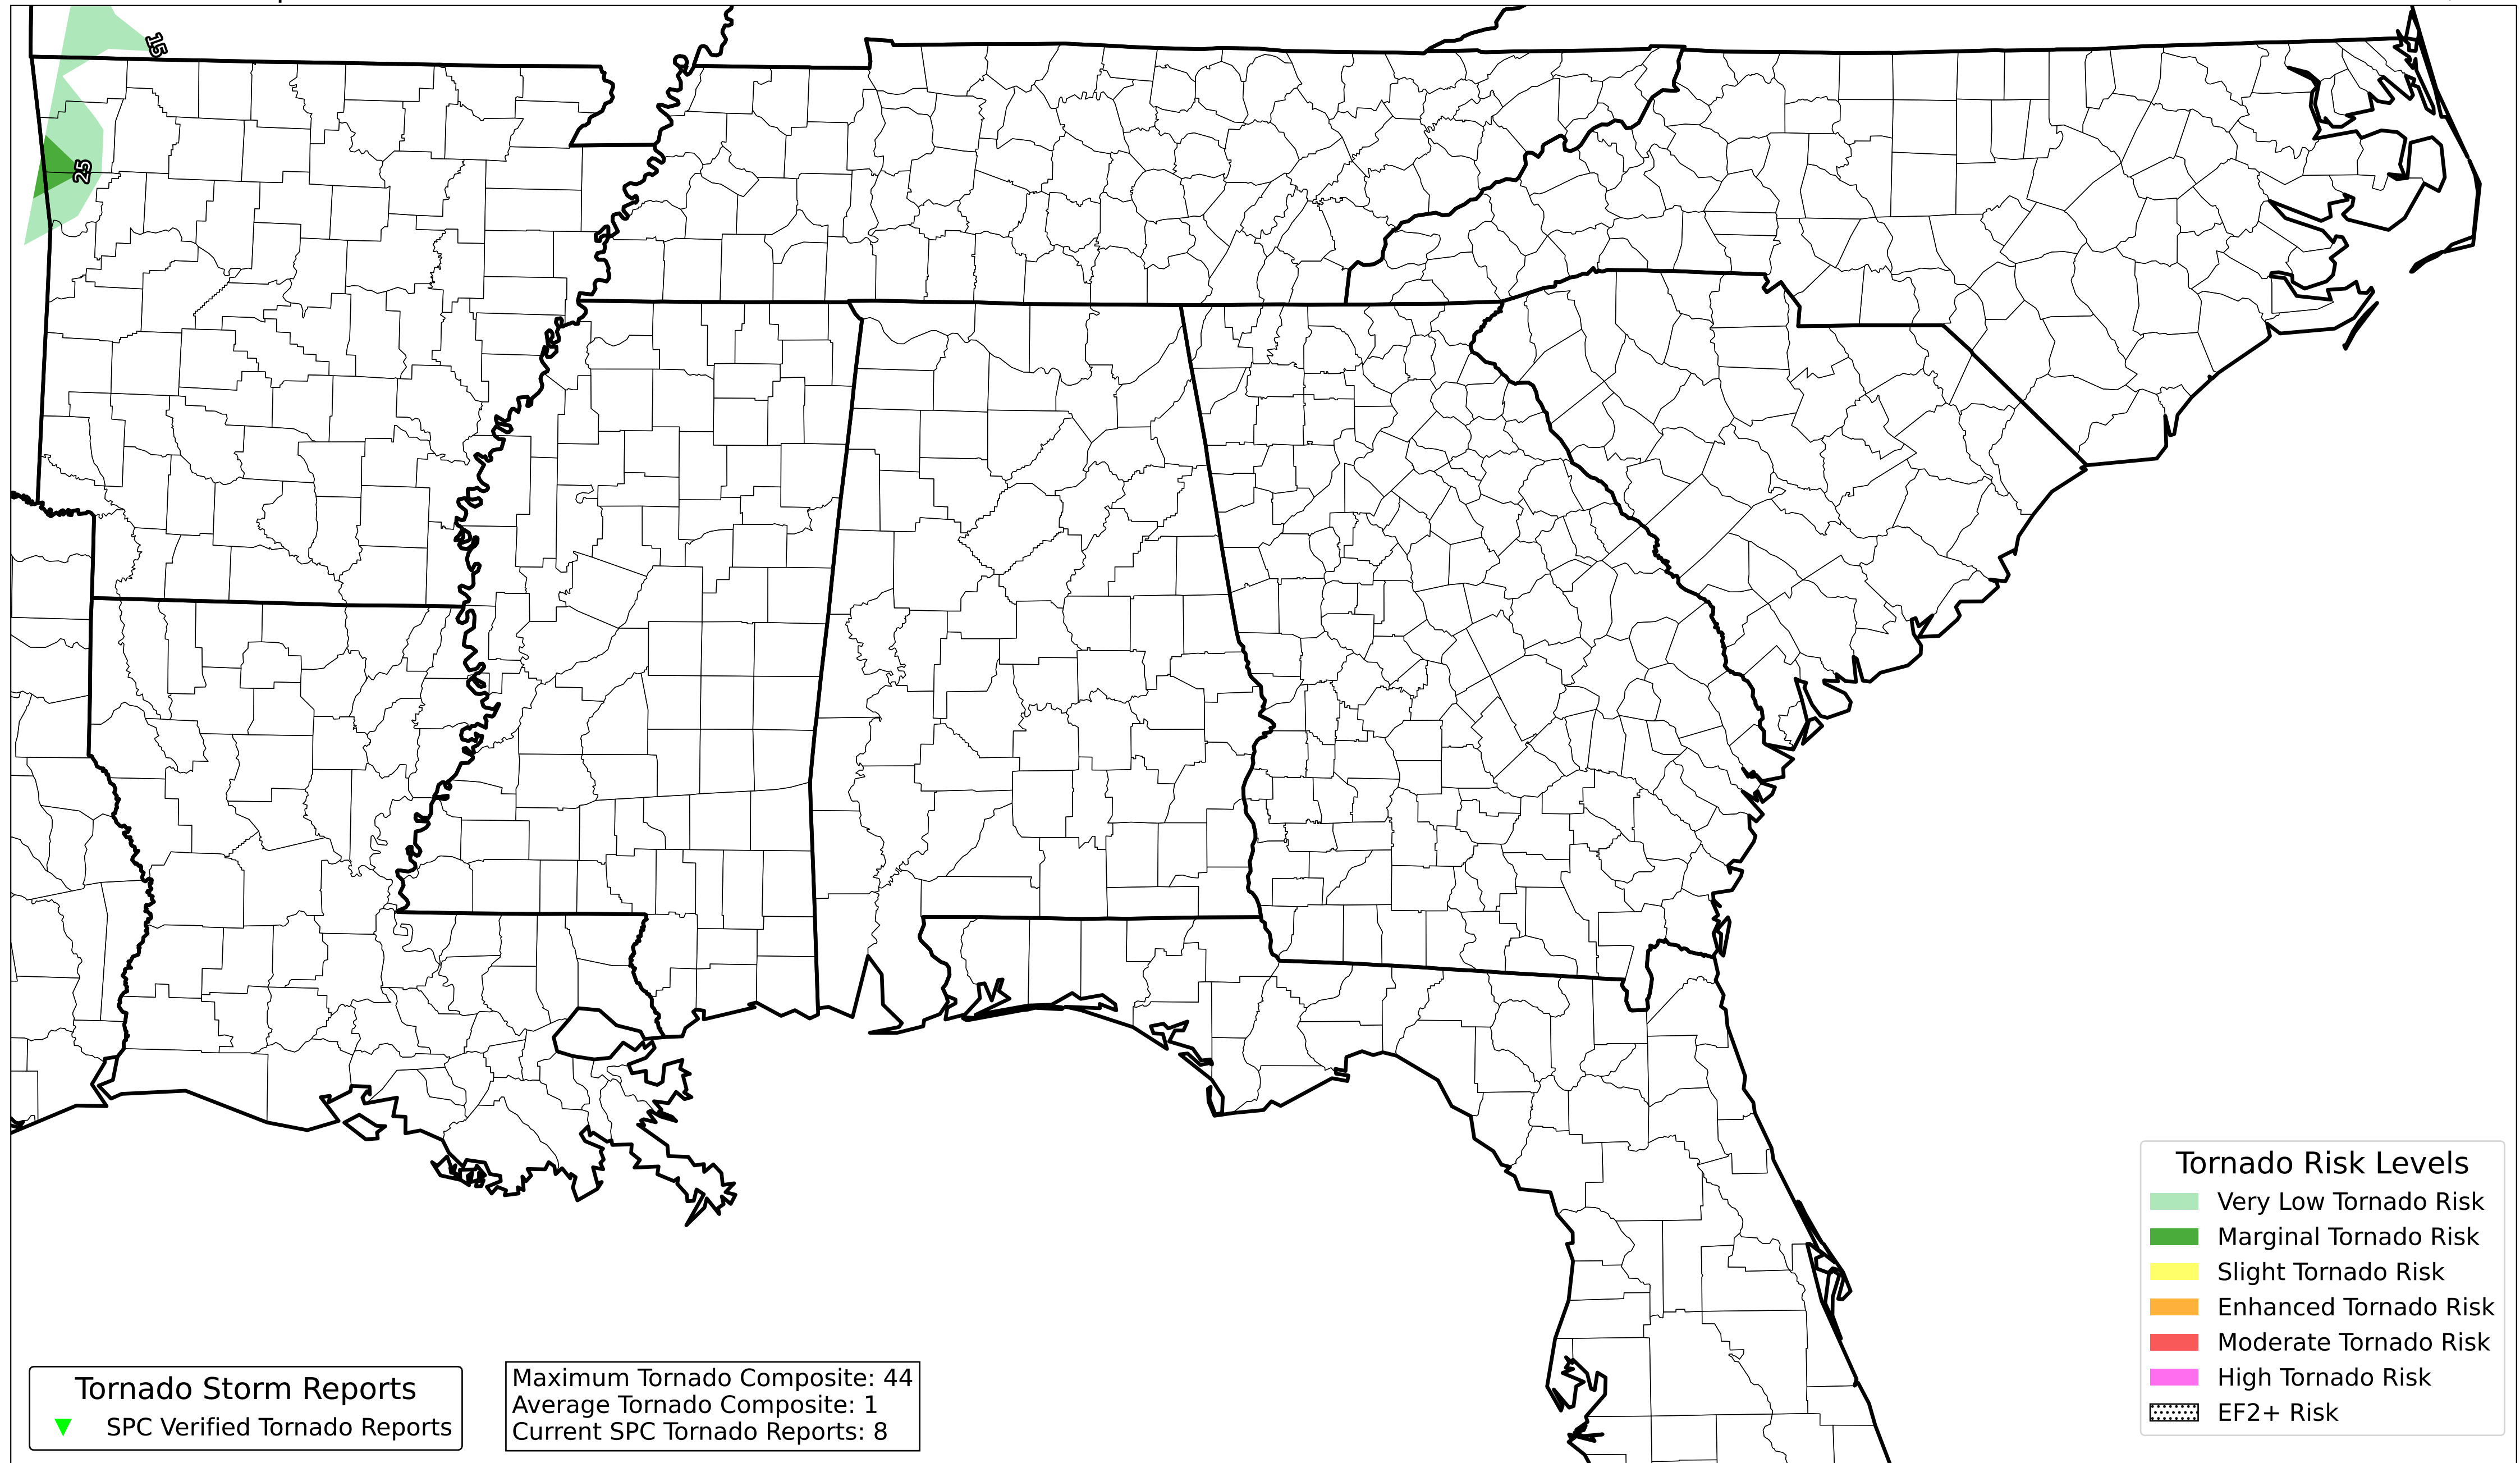 15
25
Tornado Risk Levels
Very Low Tornado Risk
Marginal Tornado Risk
Slight Tornado Risk
Enhanced Tornado Risk
Moderate Tornado Risk
High Tornado Risk
EF2+ Risk
Tornado Storm Reports
SPC Verified Tornado Reports
Maximum Tornado Composite: 44
Average Tornado Composite: 1
Current SPC Tornado Reports: 8